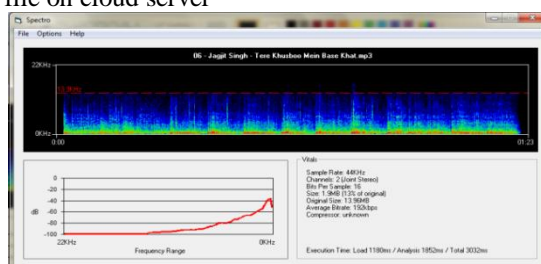 file on cloud server
Spectro
File Options Help
06 - Jagjit Singh - Tere Khusboo Mein Base Khat.mp3
22KHz
0KHz
0:00
01:23
Vitals
Sample Rate: 44KHz
Channels: 2 (Joint Stereo)
Bits Per Sample: 16
Size: 1.9MB (13% of original)
Original Size: 13.96MB
Average Bitrate: 192kbps
Compressor: unknown
Execution Time: Load 1180ms / Analysis 1852ms / Total 3032ms
0
-20
-40
dB
-60
-80
-100
22KHz
0KHz
Frequency Range